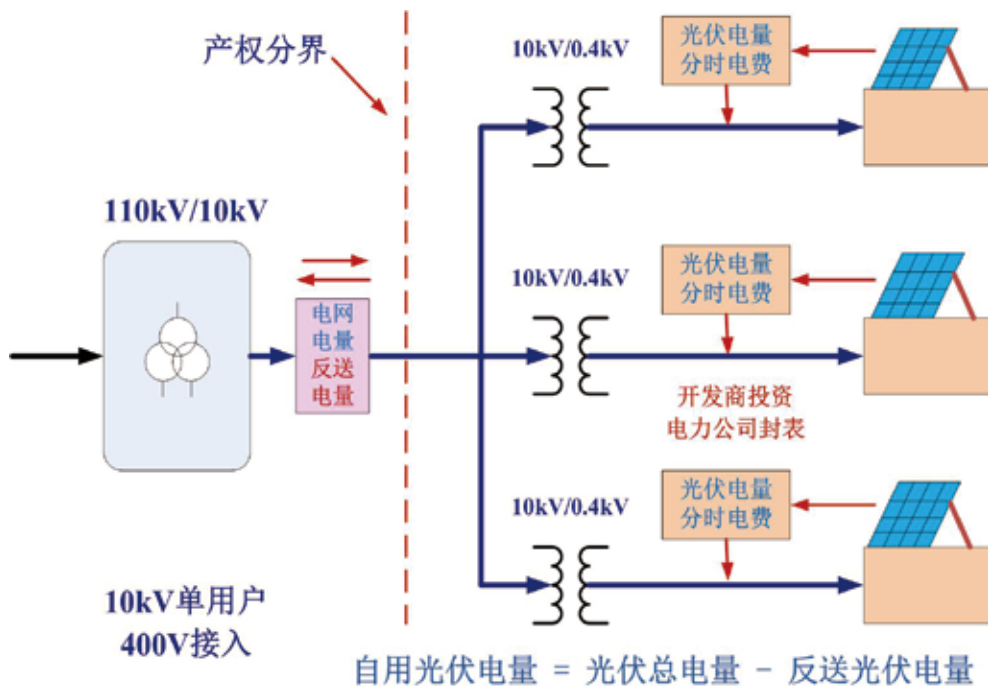 产权分界
110kV/10kV
电网
电量
反送
电量
10kV单用户
400V接入
10kV/0.4kV
光伏电量
分时电费
10kV/0.4kV
光伏电量
分时电费
开发商投资
电力公司封表
10kV/0.4kV
光伏电量
分时电费
自用光伏电量 = 光伏总电量 - 反送光伏电量